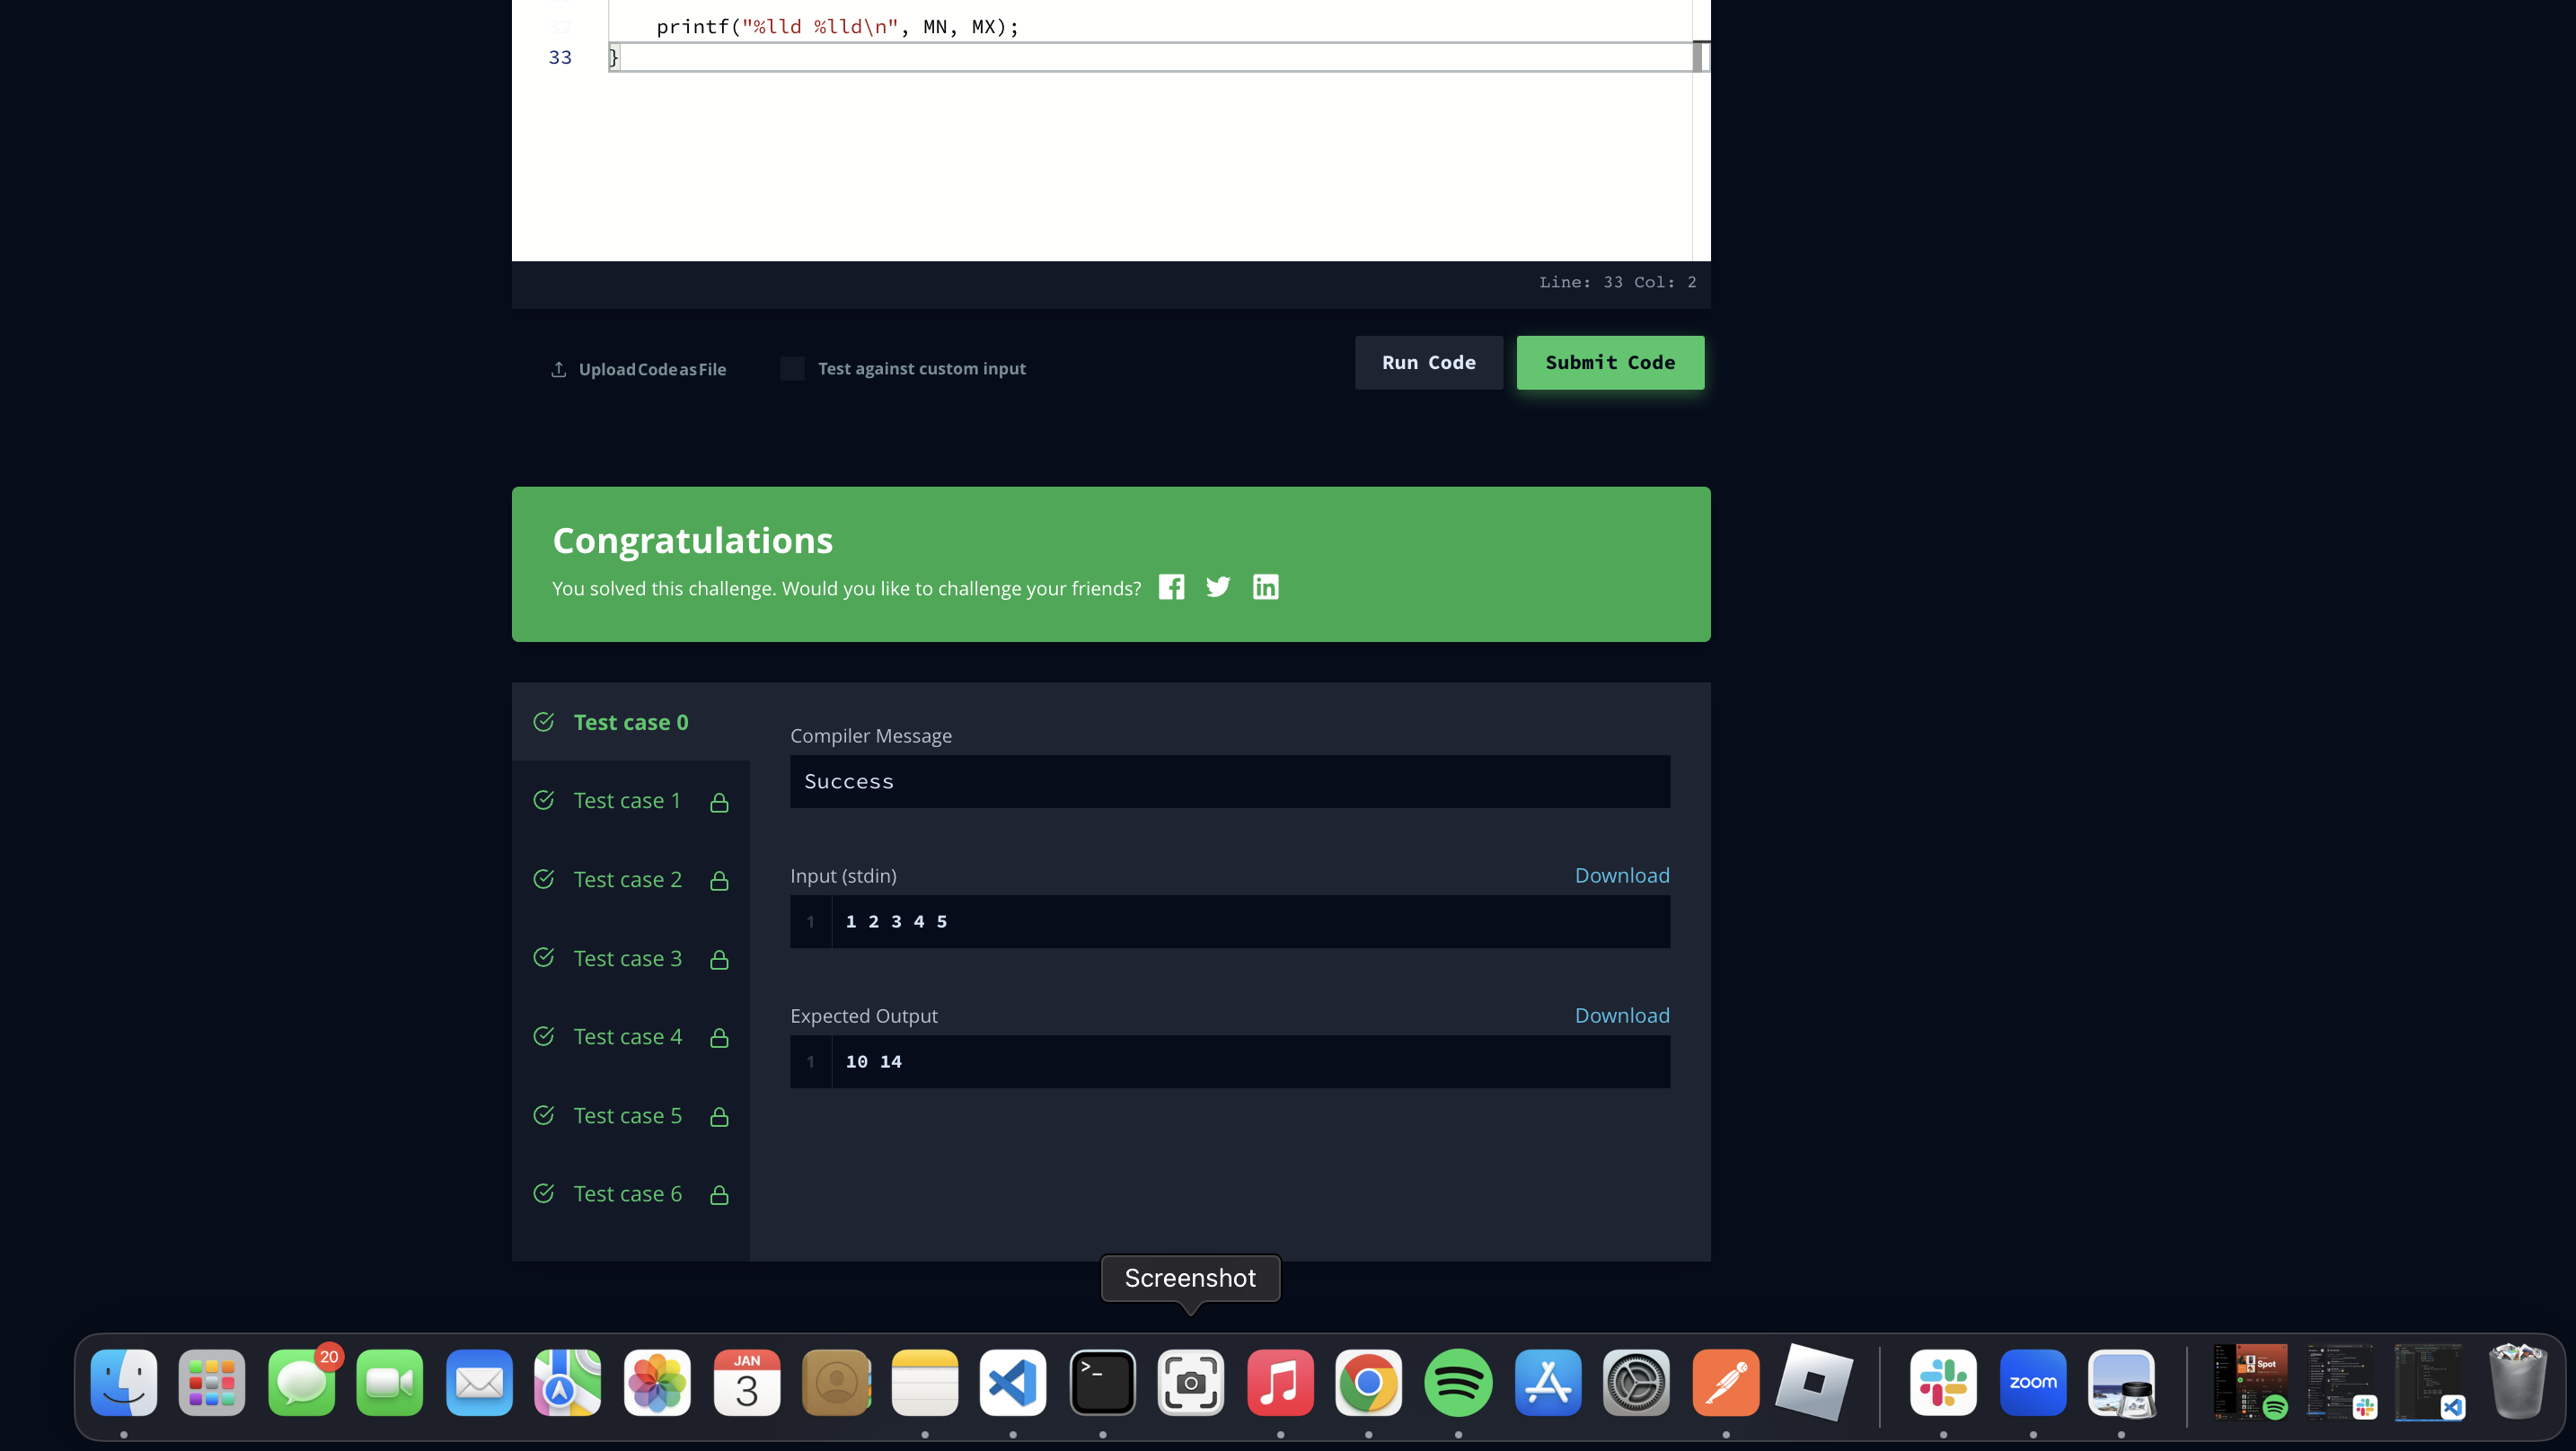 32 printf("%lld %lld\n", MN, MX);
33 }
Line: 33 Col: 2
Upload Code as File
Test against custom input
Run Code
Submit Code
Congratulations
You solved this challenge. Would you like to challenge your friends?
Test case 0
Test case 1
Test case 2
Test case 3
Test case 4
Test case 5
Test case 6
Compiler Message
Success
Input (stdin)
Download
1 1 2 3 4 5
Expected Output
Download
1 10 14
Screenshot
20
JAN
3
>_
zoom
Spot